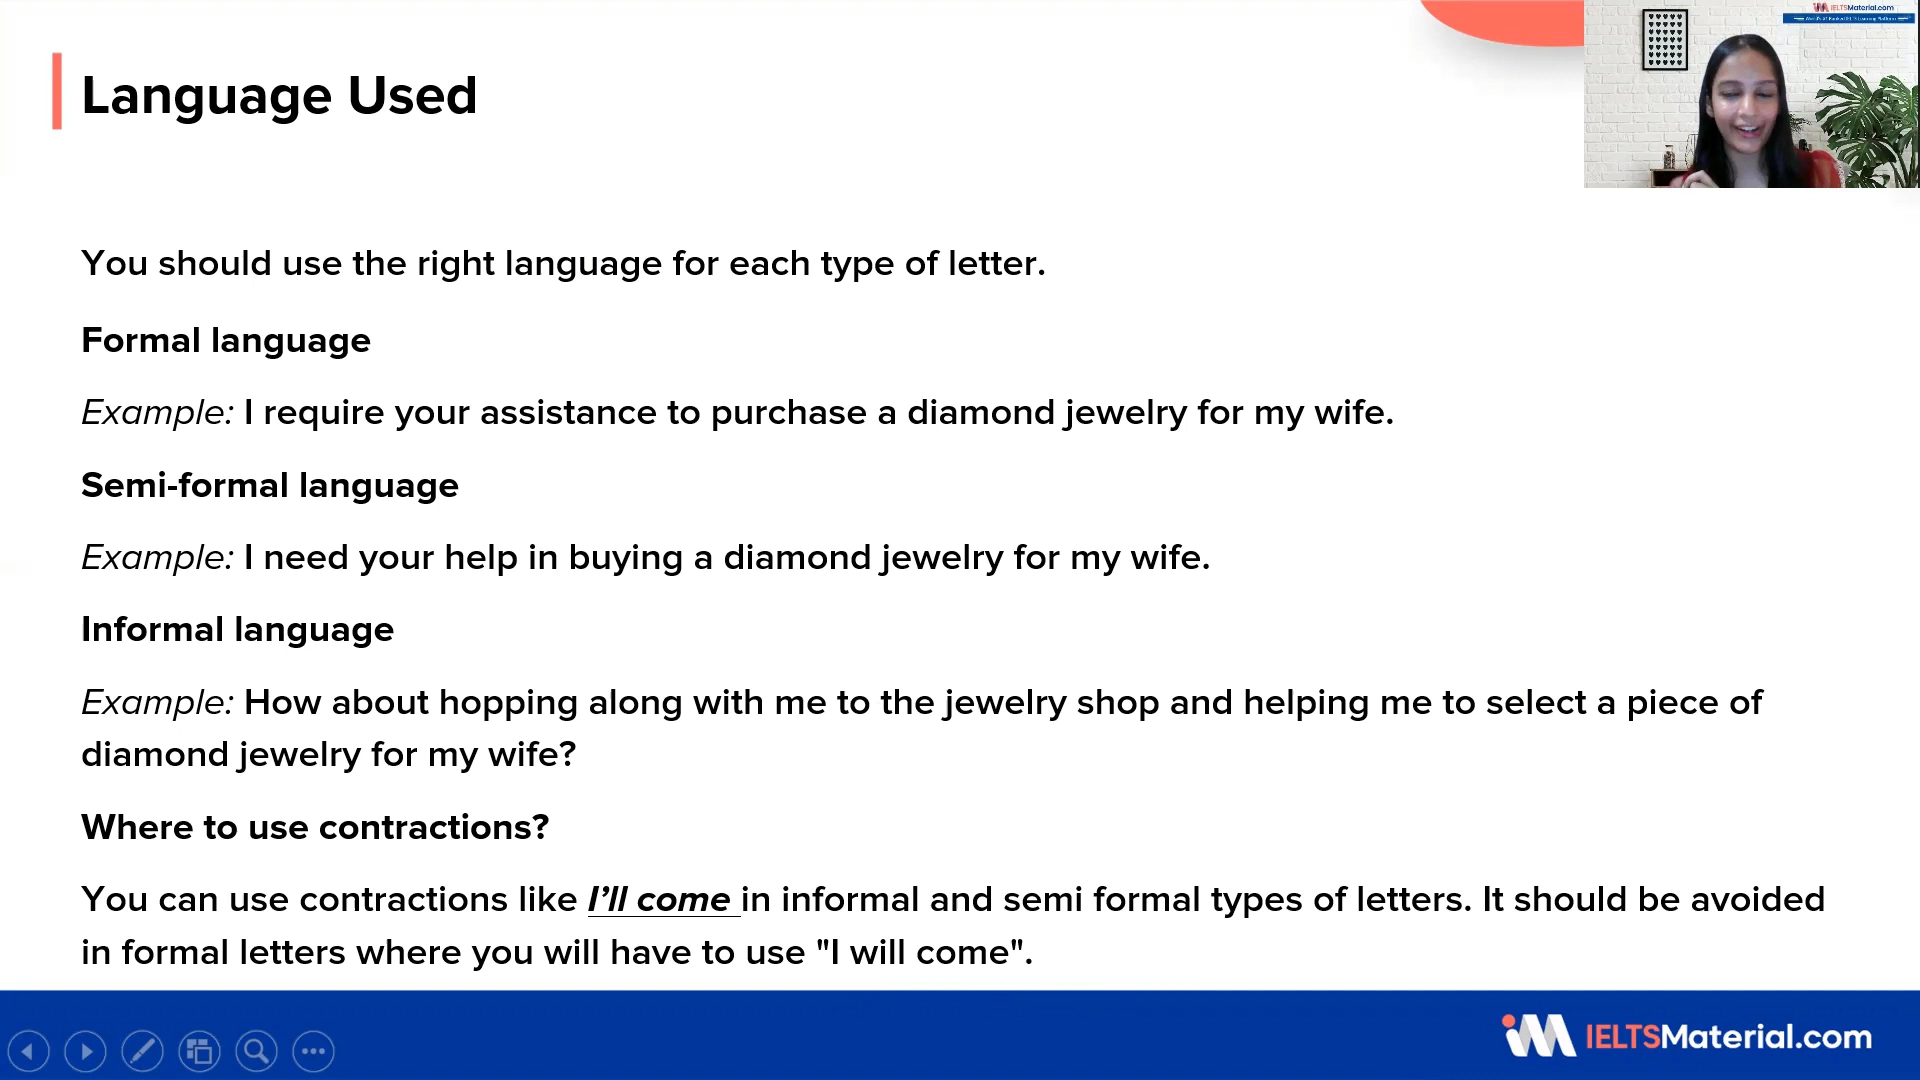 IELTSMaterial.com
Language Used
You should use the right language for each type of letter.
Formal language
Example: I require your assistance to purchase a diamond jewelry for my wife.
Semi-formal language
Example: I need your help in buying a diamond jewelry for my wife.
Informal language
Example: How about hopping along with me to the jewelry shop and helping me to select a piece of
diamond jewelry for my wife?
Where to use contractions?
You can use contractions like I’ll come in informal and semi formal types of letters. It should be avoided
in formal letters where you will have to use "I will come".
IELTSMaterial.com